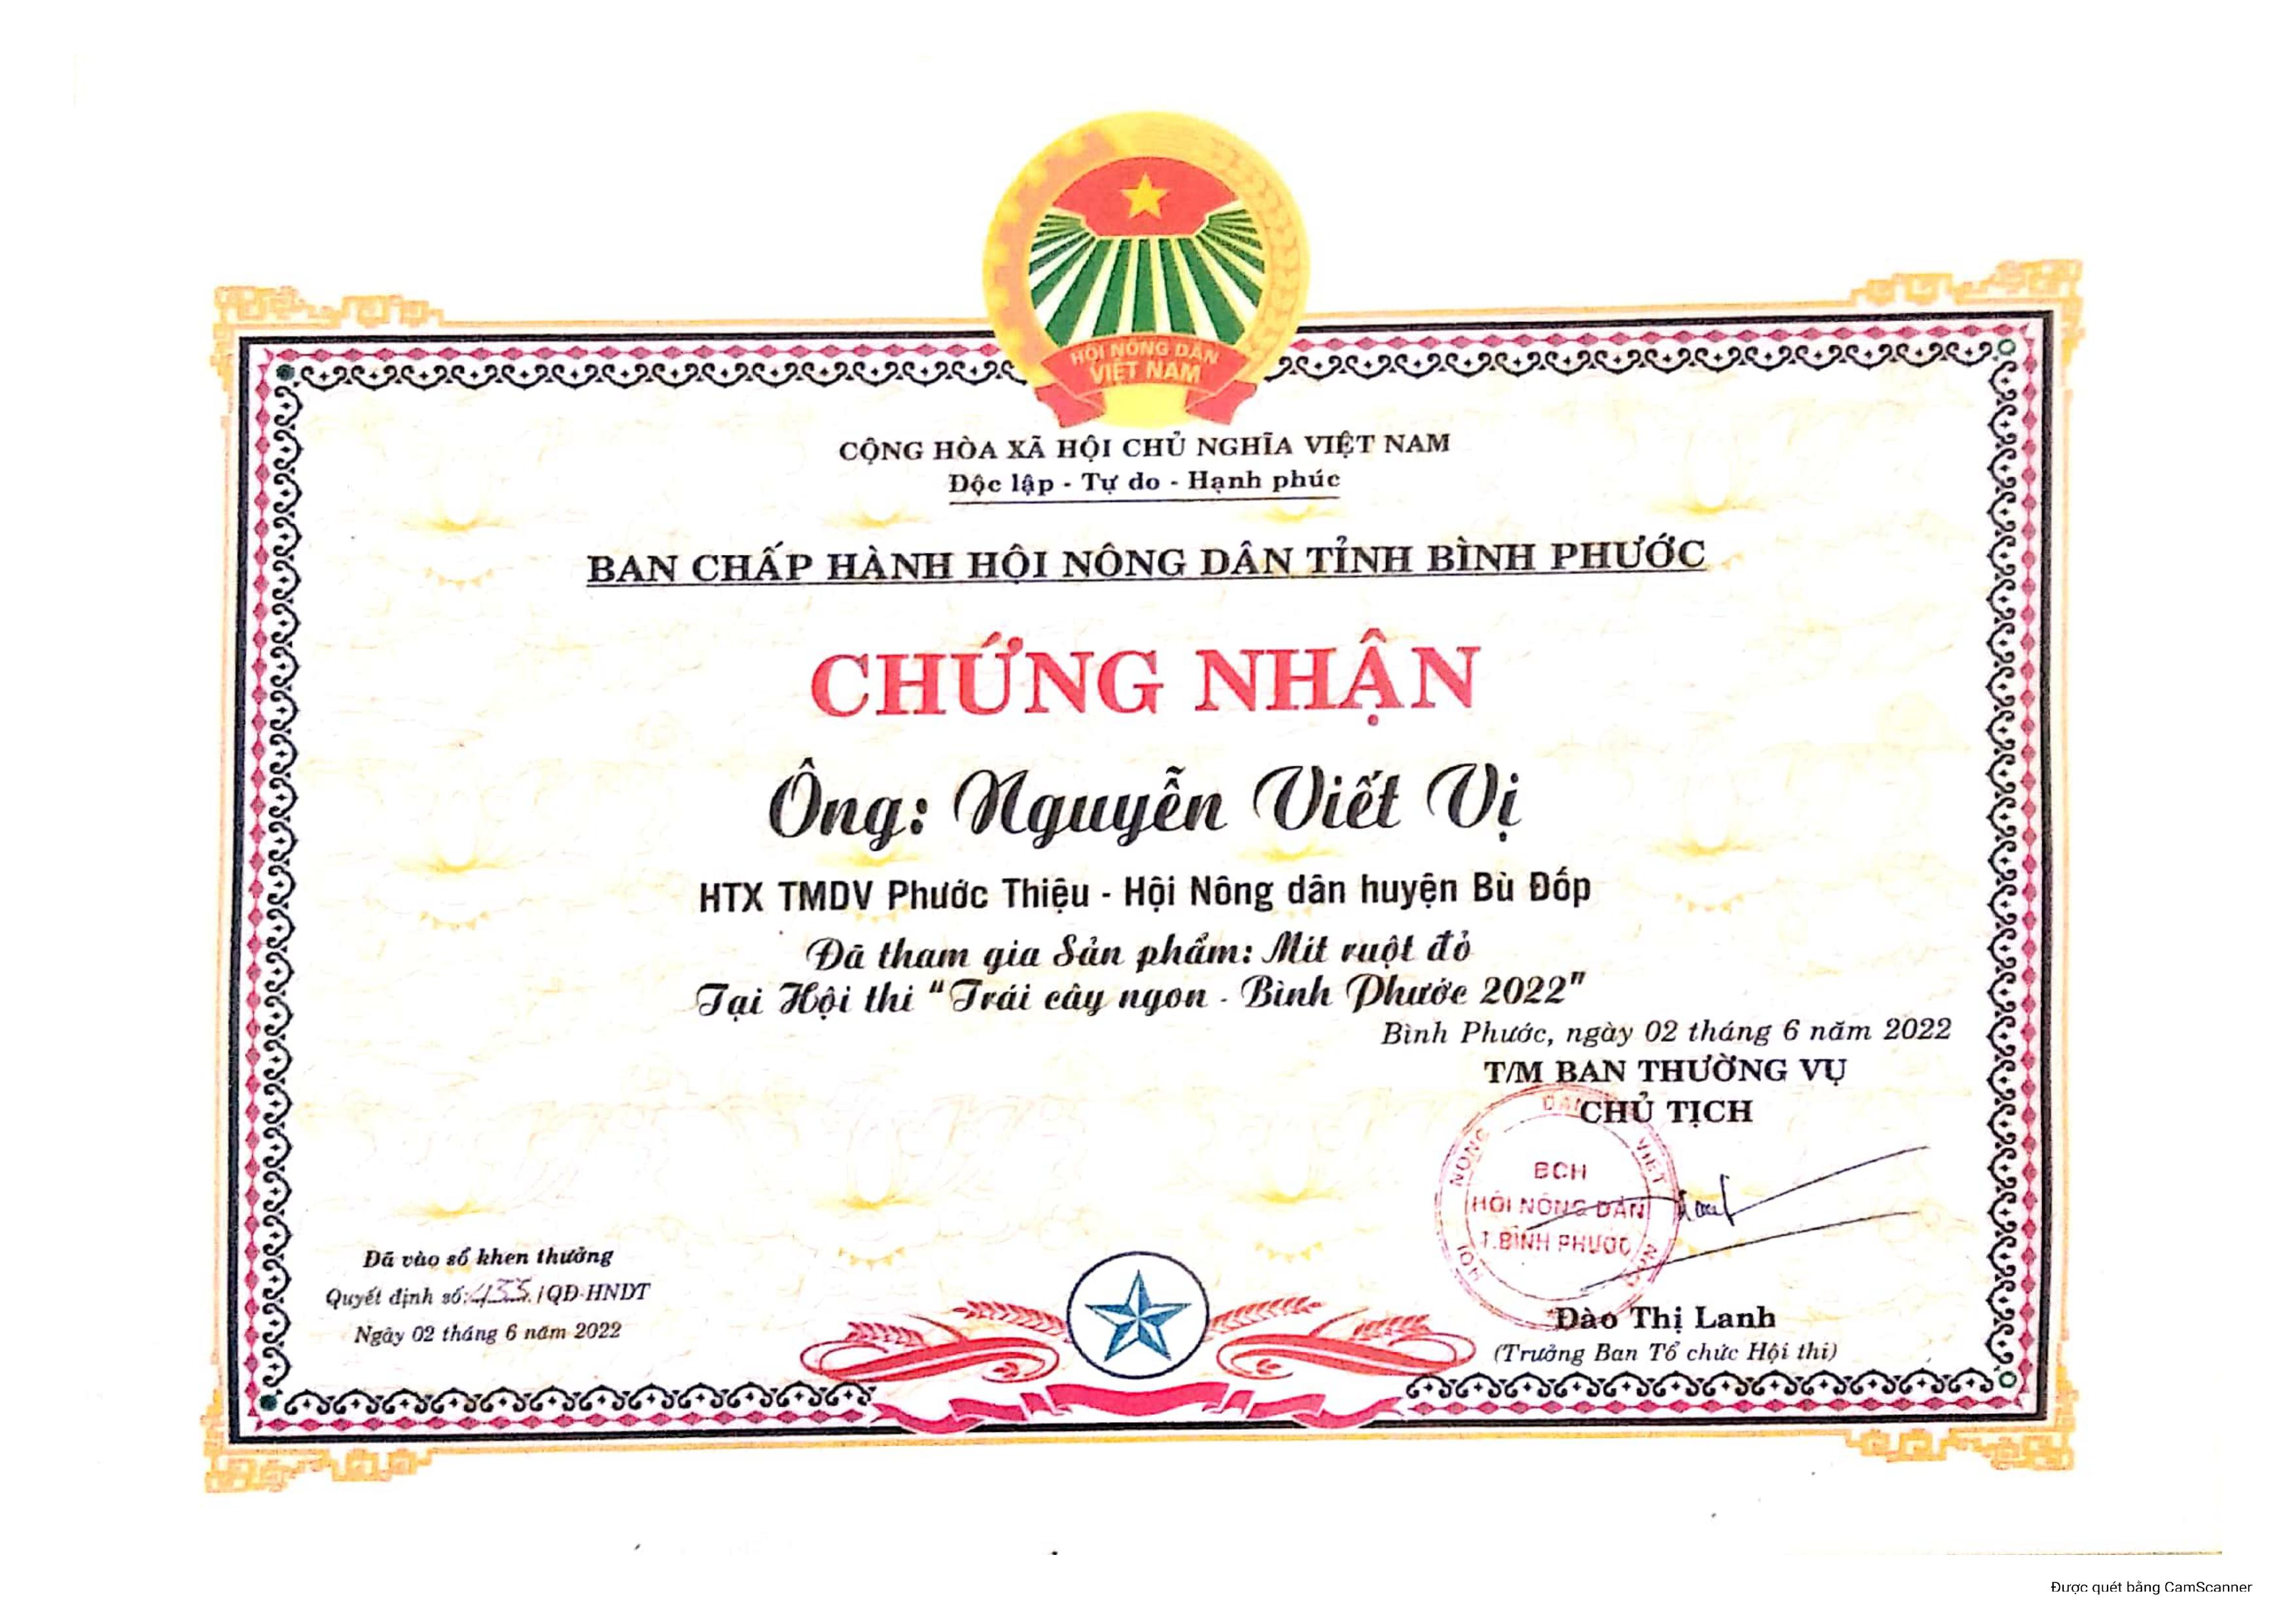 HỘI NÔNG DÂN
VIỆT NAM
CỘNG HÒA XÃ HỘI CHỦ NGHĨA VIỆT NAM
Độc lập - Tự do - Hạnh phúc
BAN CHẤP HÀNH HỘI NÔNG DÂN TỈNH BÌNH PHƯỚC
CHỨNG NHẬN
Ông: Nguyễn Viết Vị
HTX TMDV Phước Thiệu - Hội Nông dân huyện Bù Đốp
Đã tham gia Sản phẩm: Mít ruột đỏ
Tại Hội thi “Trái cây ngon - Bình Phước 2022”
Bình Phước, ngày 02 tháng 6 năm 2022
T/M BAN THƯỜNG VỤ
CHỦ TỊCH
HỘI NÔNG DÂN VIỆT NAM
BCH
HỘI NÔNG DÂN
T.BÌNH PHƯỚC
Đào Thị Lanh
(Trưởng Ban Tổ chức Hội thi)
Đã vào sổ khen thưởng
Quyết định số: /QĐ-HNDT
Ngày 02 tháng 6 năm 2022
Được quét bằng CamScanner